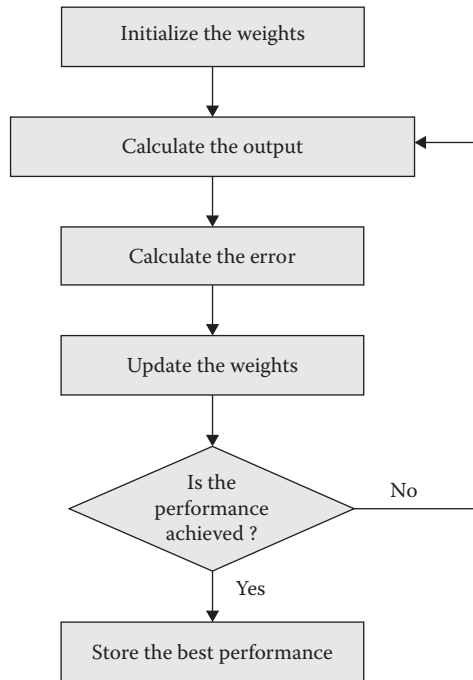 Initialize the weights
Calculate the output
Calculate the error
Update the weights
Is the
performance
achieved ?
No
Yes
Store the best performance